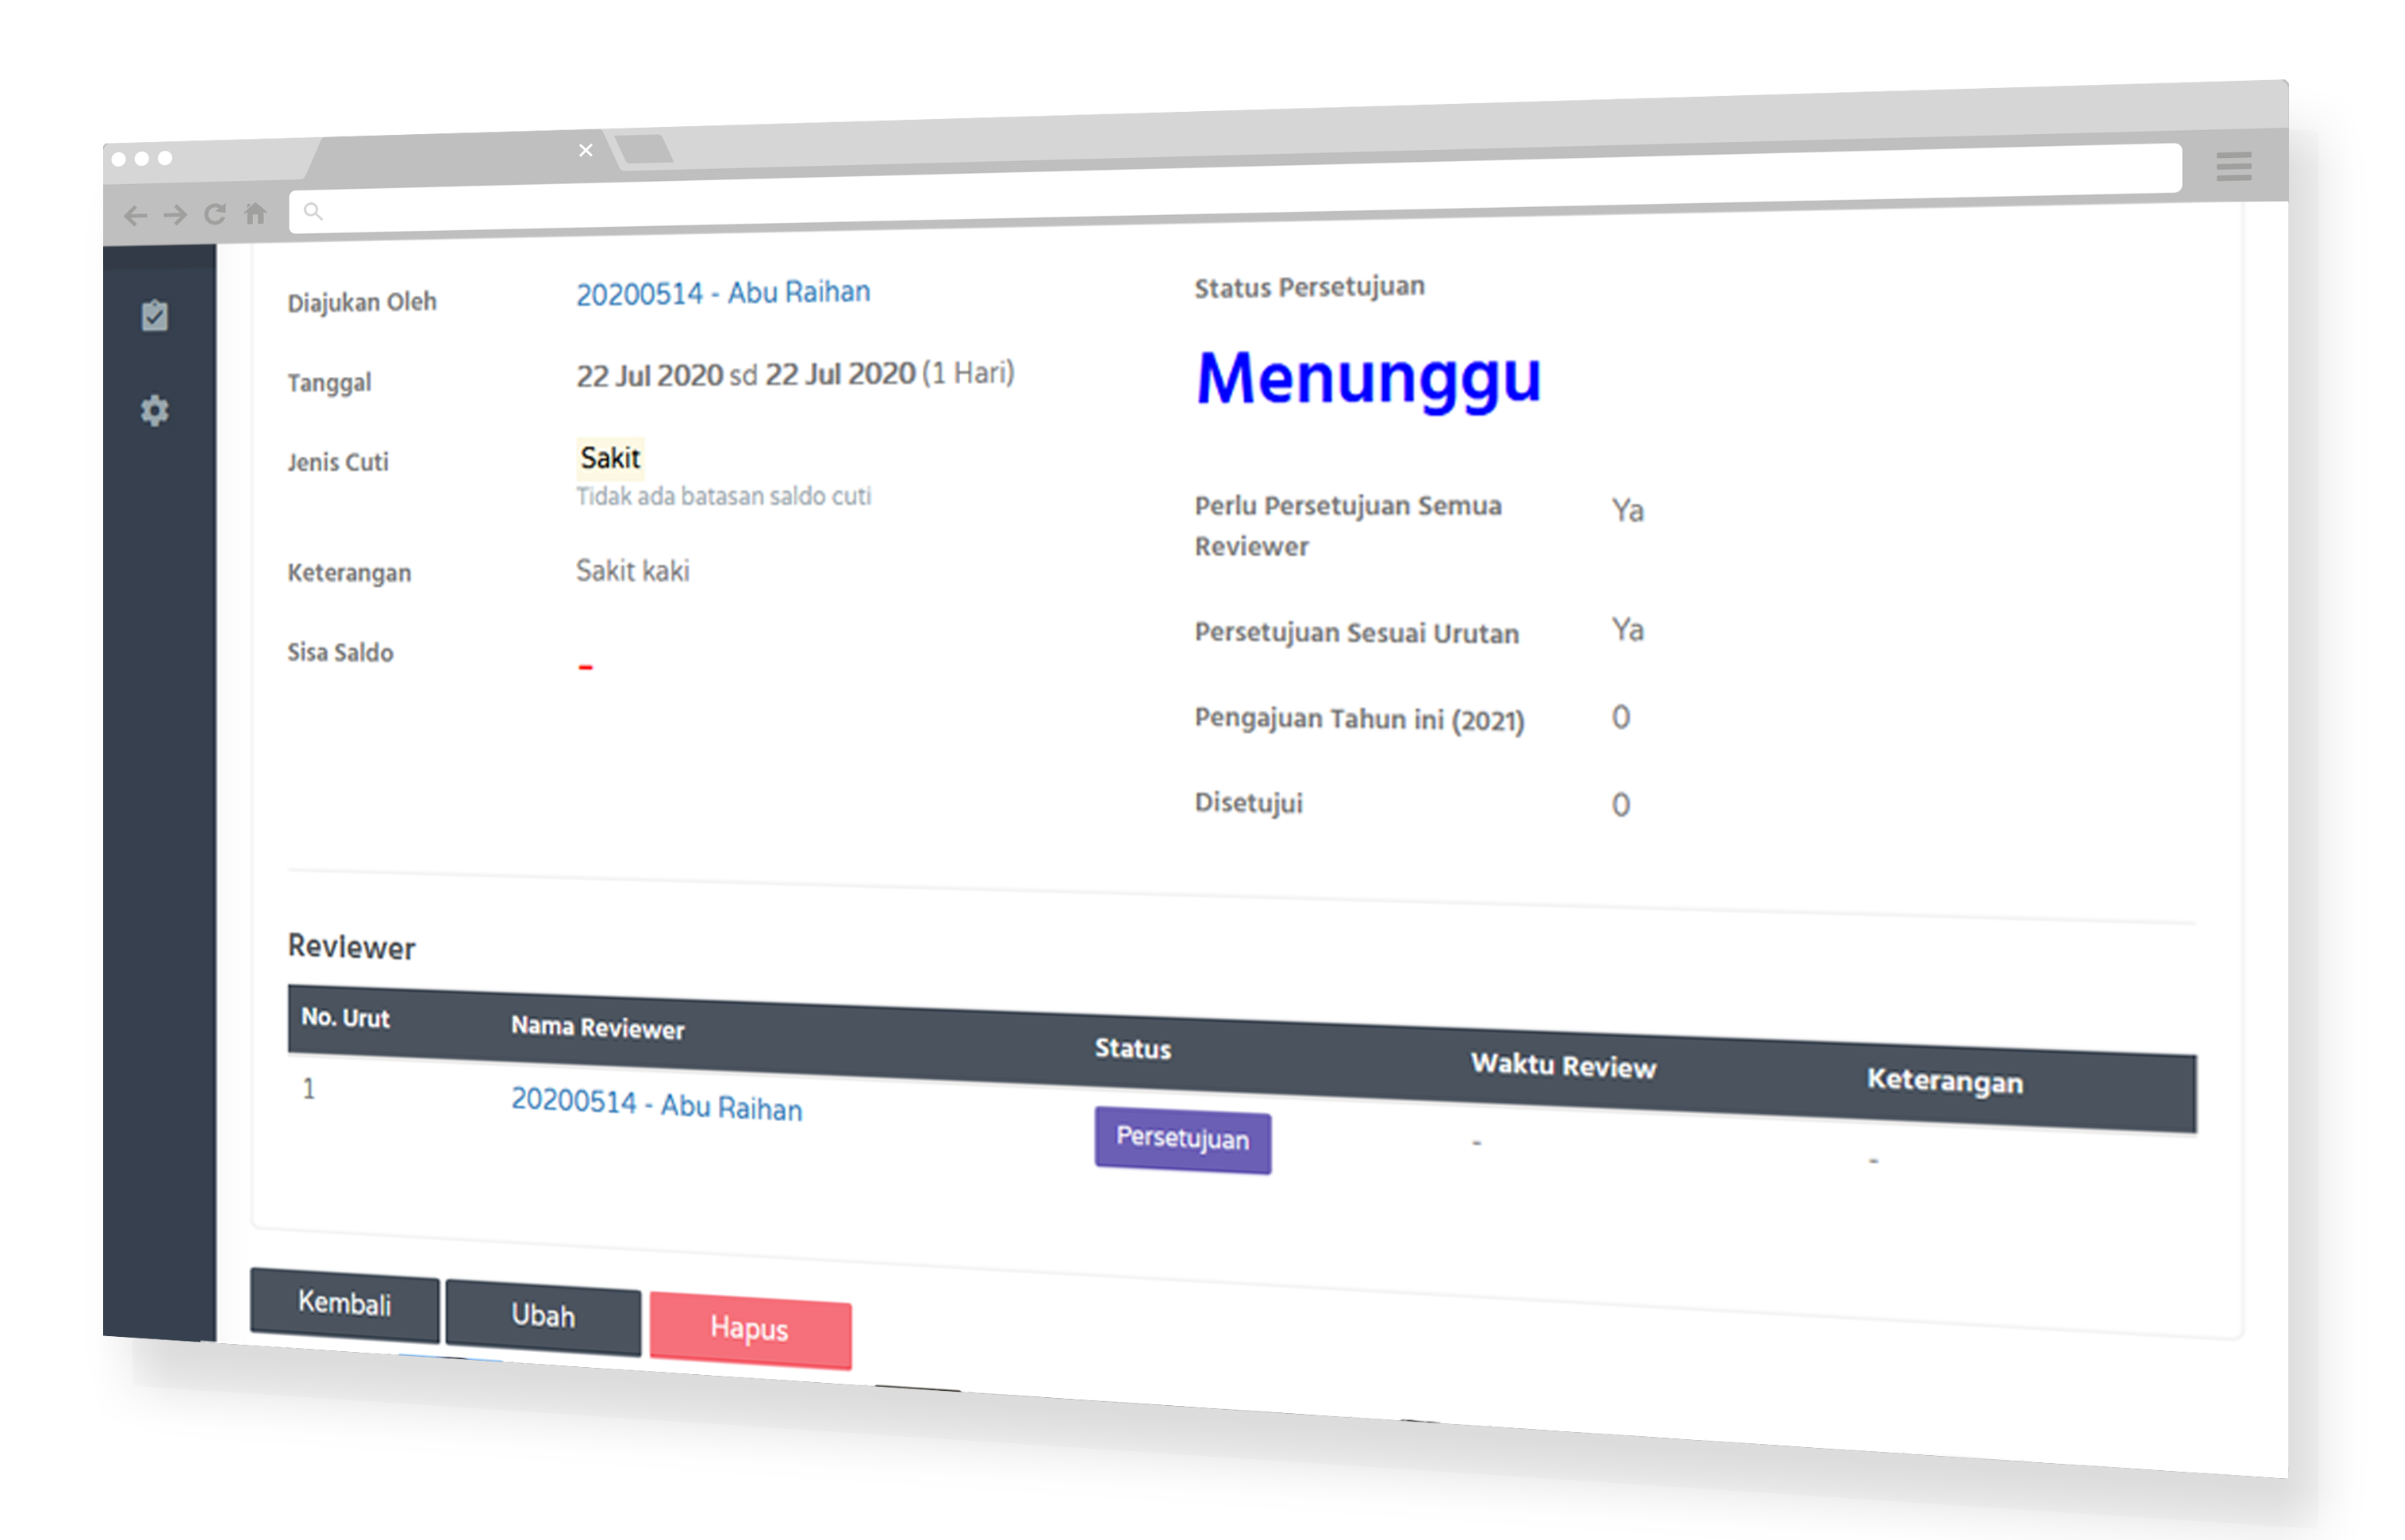 Diajukan Oleh 20200514 - Abu Raihan
Tanggal 22 Jul 2020 sd 22 Jul 2020 (1 Hari)
Jenis Cuti Sakit
Tidak ada batasan saldo cuti
Keterangan Sakit kaki
Sisa Saldo -
Status Persetujuan
Menunggu
Perlu Persetujuan Semua Ya
Reviewer
Persetujuan Sesuai Urutan Ya
Pengajuan Tahun ini (2021) 0
Disetujui 0
Reviewer
No. Urut Nama Reviewer Status Waktu Review Keterangan
1 20200514 - Abu Raihan Persetujuan - -
Kembali Ubah Hapus